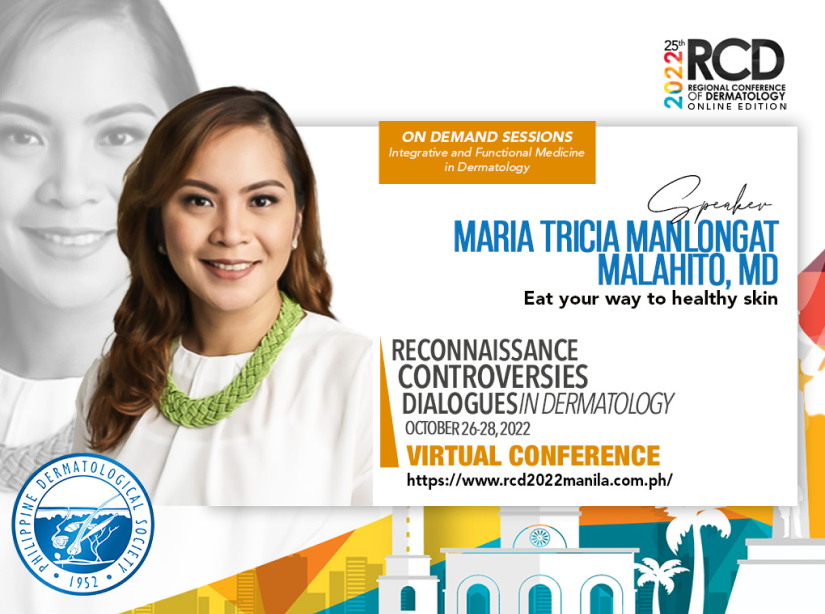 25th
2022
RCD
REGIONAL CONFERENCE
OF DERMATOLOGY
ONLINE EDITION
ON DEMAND SESSIONS
Integrative and Functional Medicine
in Dermatology
Speaker
MARIA TRICIA MANLONGAT
MALAHITO, MD
Eat your way to healthy skin
RECONNAISSANCE
CONTROVERSIES
DIALOGUES IN DERMATOLOGY
OCTOBER 26-28, 2022
VIRTUAL CONFERENCE
https://www.rcd2022manila.com.ph/
PHILIPPINE DERMATOLOGICAL SOCIETY
• 1952 •